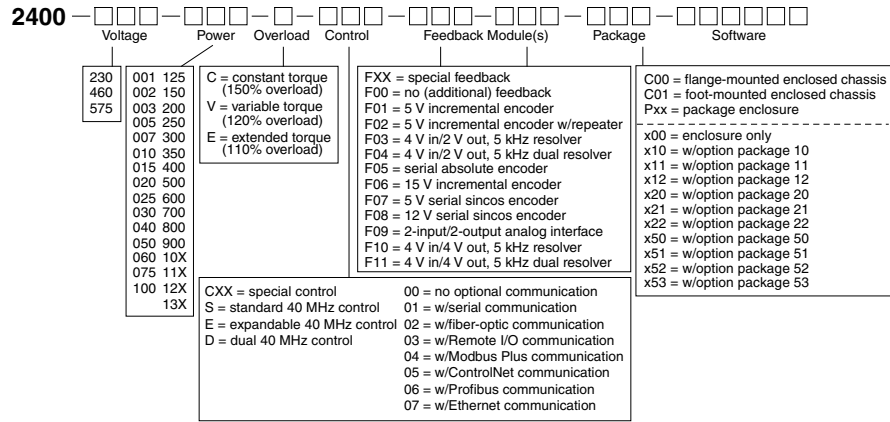 2400 — — — — — — —
Voltage Power Overload Control Feedback Module(s) Package Software
230
460
575
001 125
002 150
003 200
005 250
007 300
010 350
015 400
020 500
025 600
030 700
040 800
050 900
060 10X
075 11X
100 12X
13X
C = constant torque
(150% overload)
V = variable torque
(120% overload)
E = extended torque
(110% overload)
CXX = special control
S = standard 40 MHz control
E = expandable 40 MHz control
D = dual 40 MHz control
00 = no optional communication
01 = w/serial communication
02 = w/fiber-optic communication
03 = w/Remote I/O communication
04 = w/Modbus Plus communication
05 = w/ControlNet communication
06 = w/Profibus communication
07 = w/Ethernet communication
FXX = special feedback
F00 = no (additional) feedback
F01 = 5 V incremental encoder
F02 = 5 V incremental encoder w/repeater
F03 = 4 V in/2 V out, 5 kHz resolver
F04 = 4 V in/2 V out, 5 kHz dual resolver
F05 = serial absolute encoder
F06 = 15 V incremental encoder
F07 = 5 V serial sincos encoder
F08 = 12 V serial sincos encoder
F09 = 2-input/2-output analog interface
F10 = 4 V in/4 V out, 5 kHz resolver
F11 = 4 V in/4 V out, 5 kHz dual resolver
C00 = flange-mounted enclosed chassis
C01 = foot-mounted enclosed chassis
Pxx = package enclosure
x00 = enclosure only
x10 = w/option package 10
x11 = w/option package 11
x12 = w/option package 12
x20 = w/option package 20
x21 = w/option package 21
x22 = w/option package 22
x50 = w/option package 50
x51 = w/option package 51
x52 = w/option package 52
x53 = w/option package 53